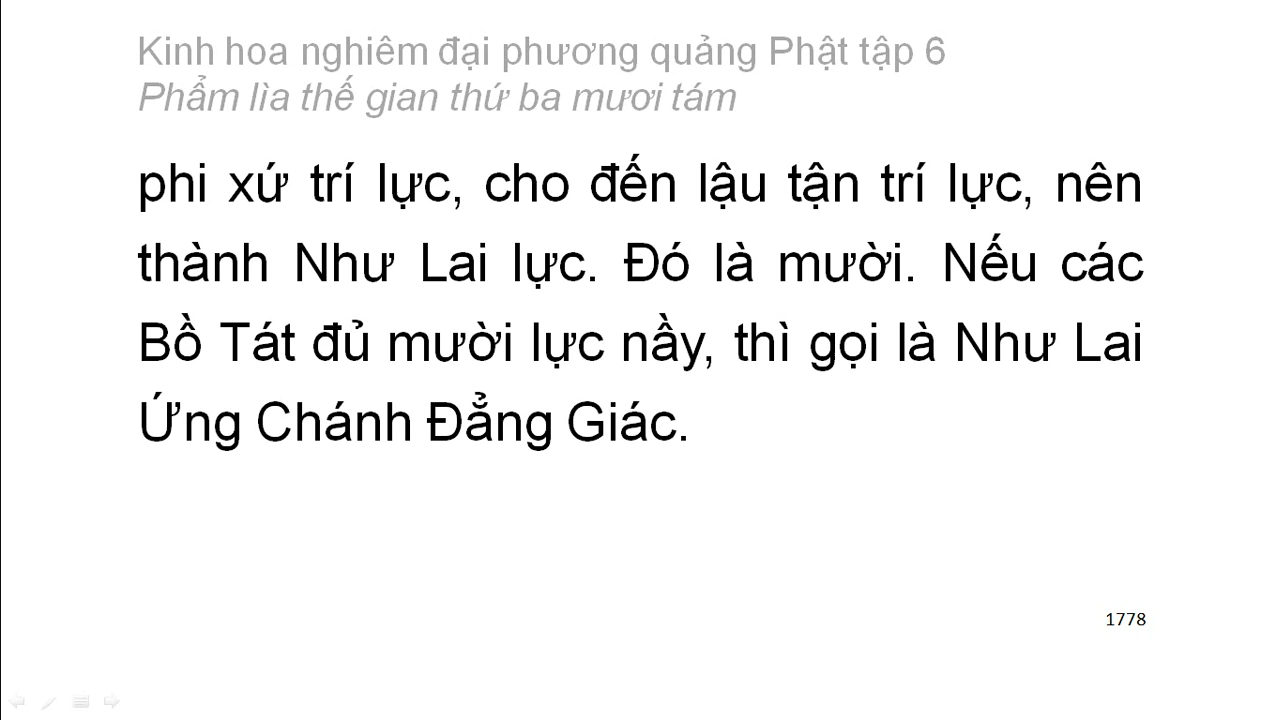 Kinh hoa nghiêm đại phương quảng Phật tập 6
Phẩm lìa thế gian thứ ba mươi tám
phi xứ trí lực, cho đến lậu tận trí lực, nên
thành Như Lai lực. Đó là mười. Nếu các
Bồ Tát đủ mười lực nầy, thì gọi là Như Lai
Ứng Chánh Đẳng Giác.
1778